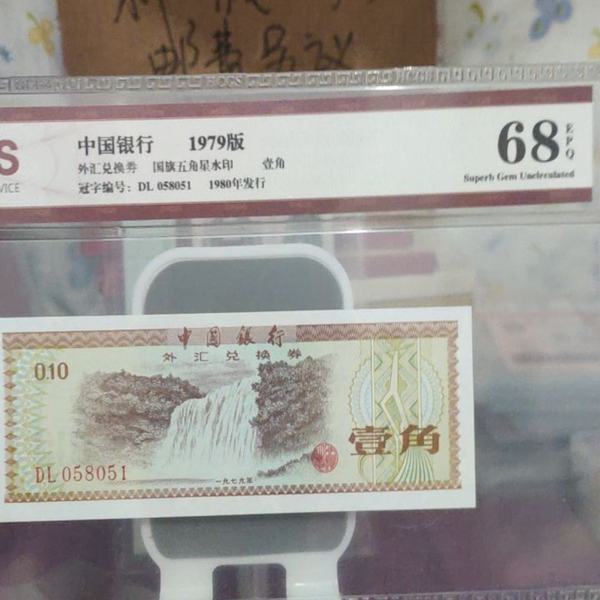 邮
S
VICE
中国银行 1979版
外汇兑换券 国旗五角星水印 壹角
冠字编号: DL 058051 1980年发行
68
EPQ
Superb Gem Uncirculated
中国银行
外汇兑换券
0.10
壹角
DL 058051
一九七九年